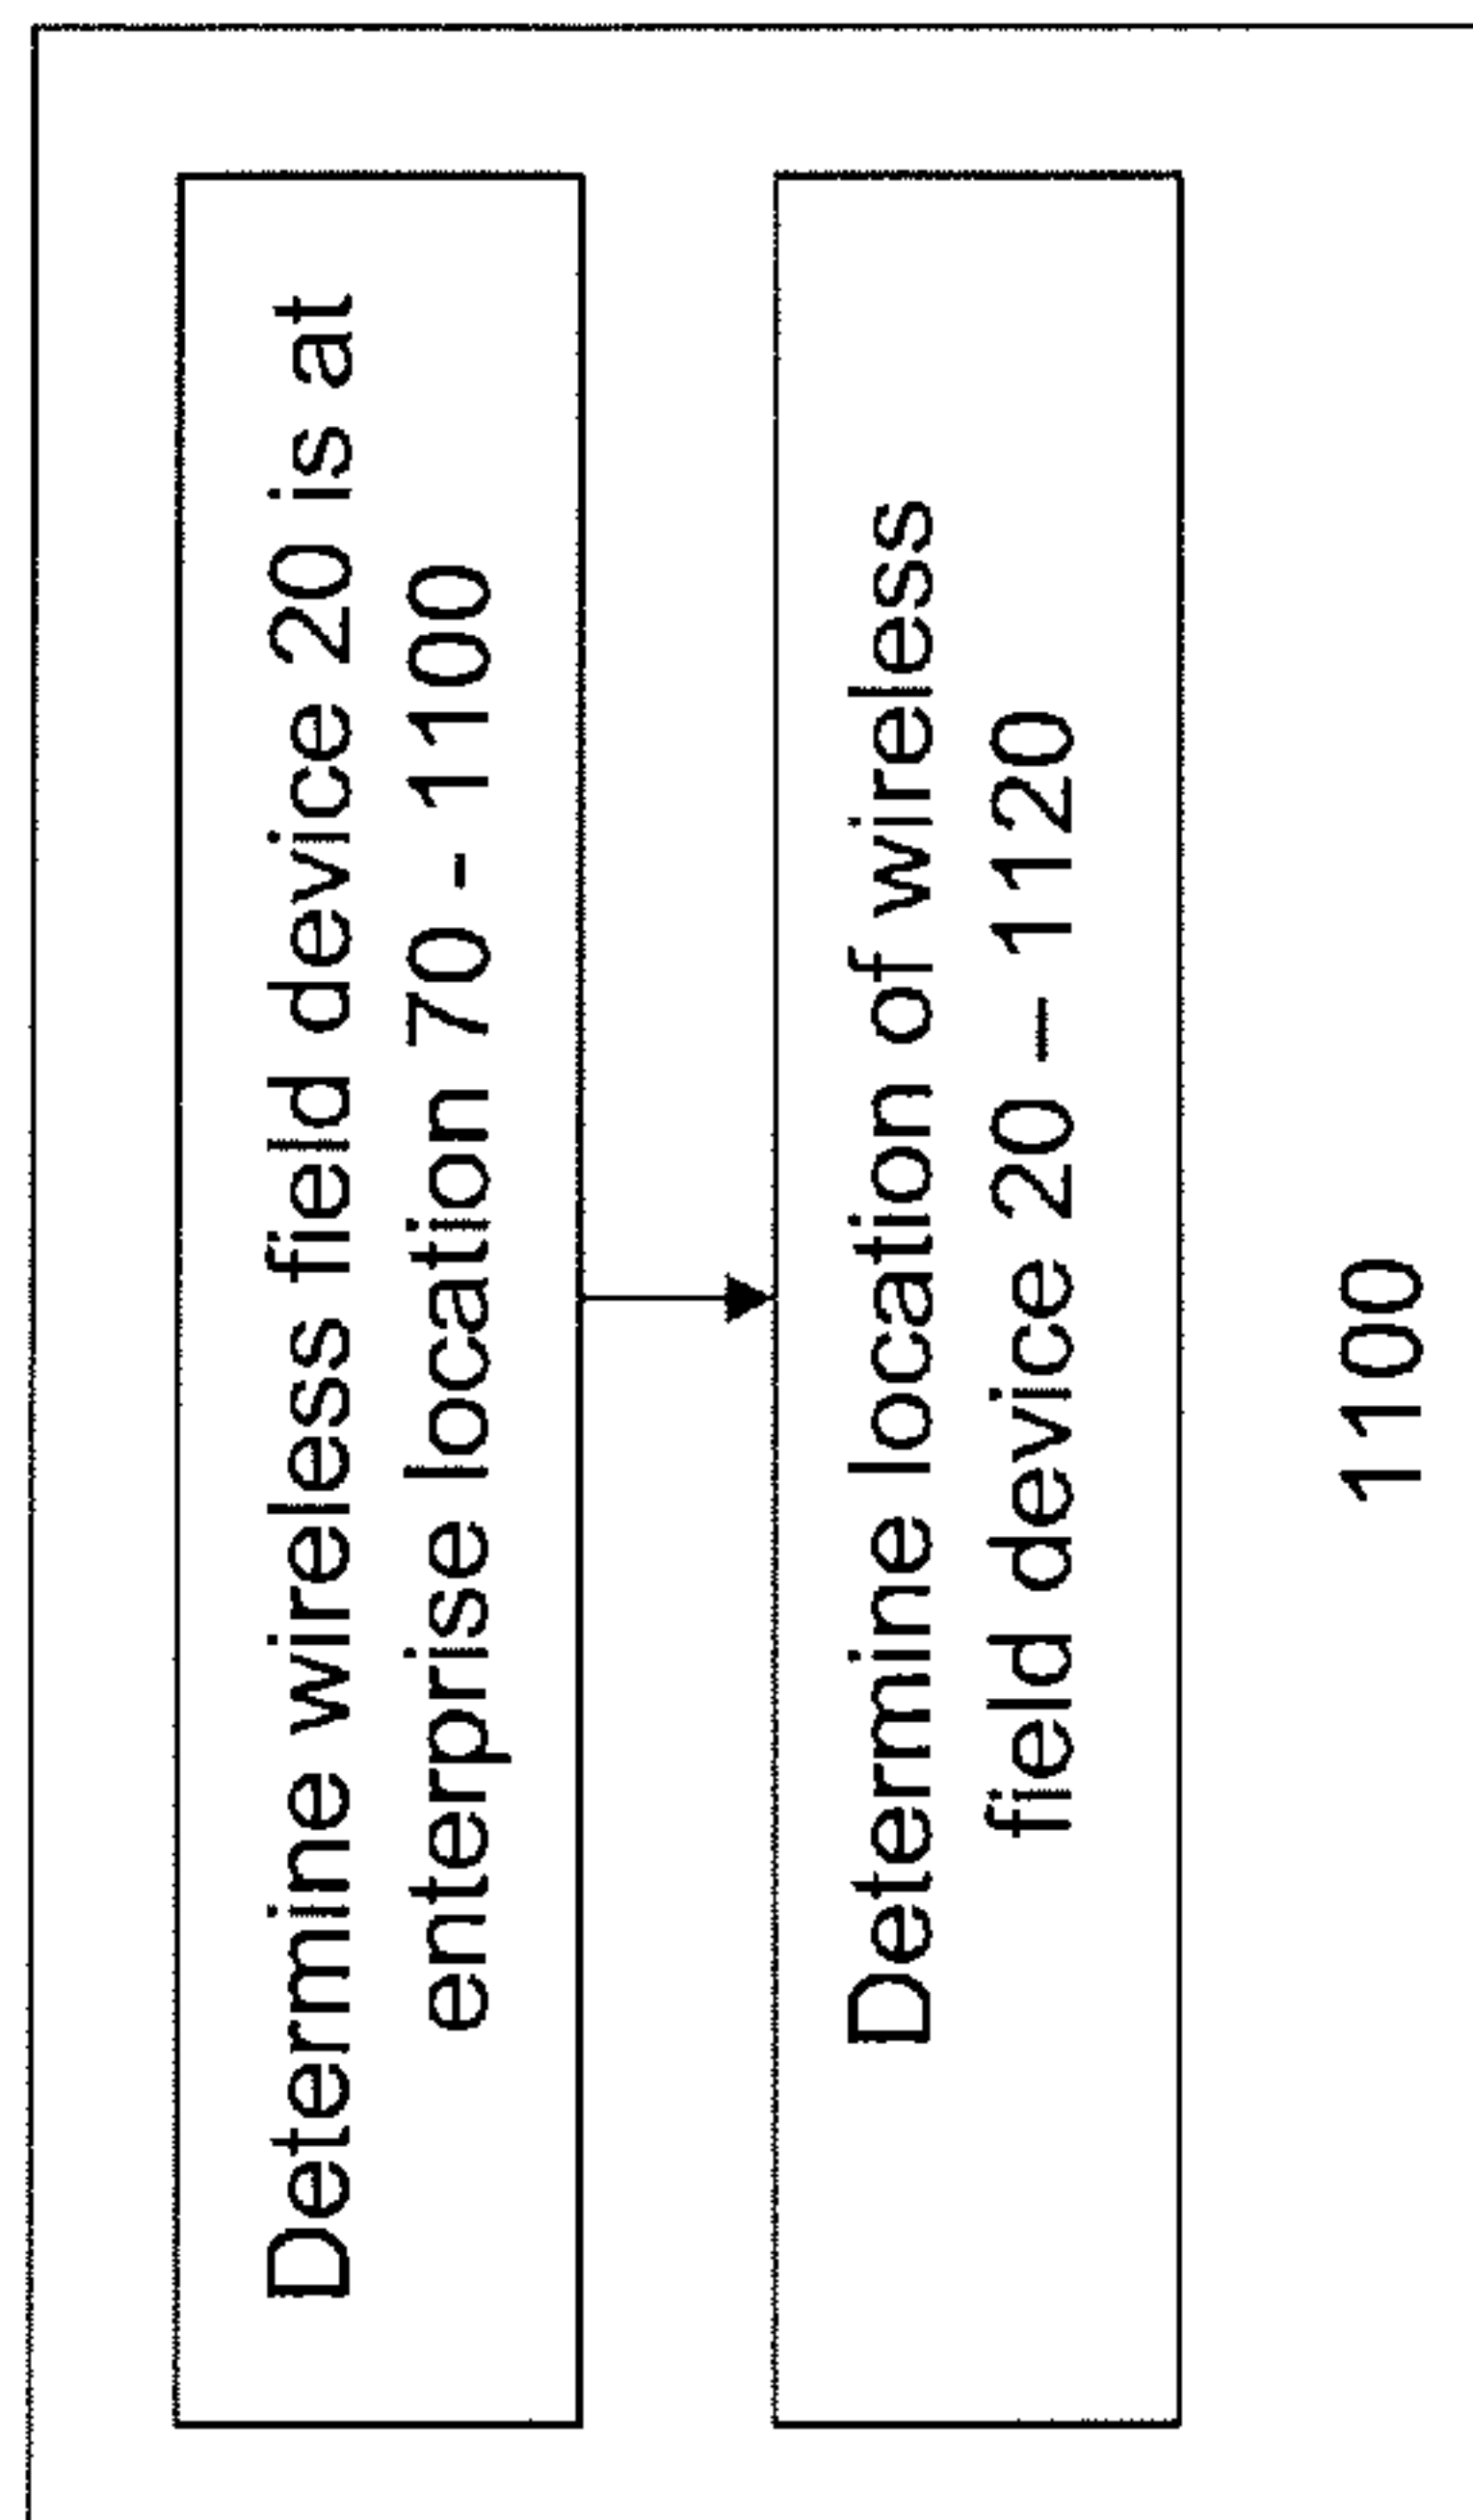 Determine wireless field device 20 is at
enterprise location 70 - 1100
Determine location of wireless
field device 20 – 1120
1100